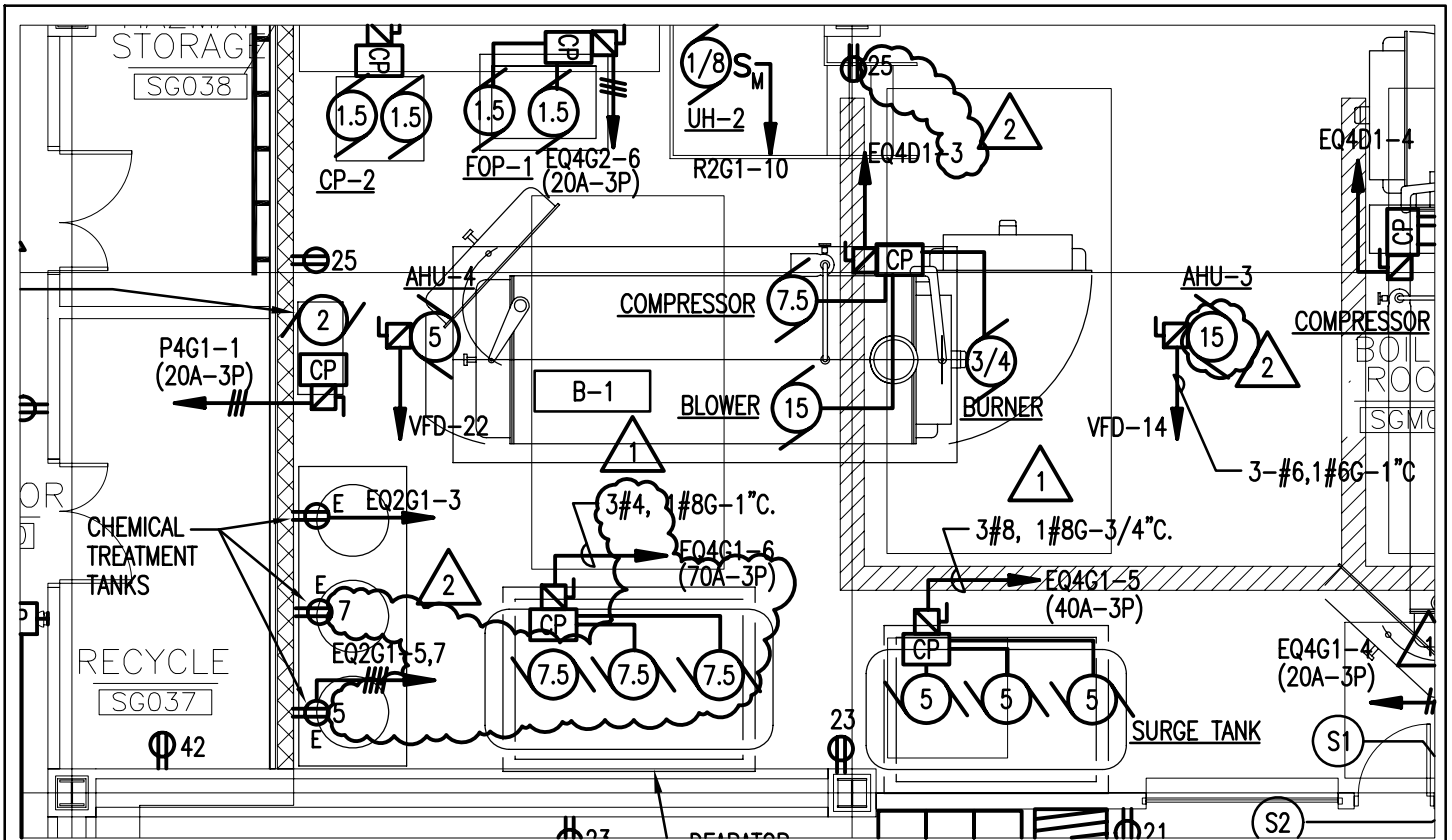 STORAGE
SG038
CP
1.5
1.5
CP-2
CP
1.5
1.5
FOP-1
EQ4G2-6
(20A-3P)
1/8
SM
UH-2
R2G1-10
25
2
EQ4D1-3
EQ4D1-4
CP
25
2
CP
P4G1-1
(20A-3P)
AHU-4
5
VFD-22
B-1
COMPRESSOR
7.5
CP
BLOWER
15
3/4
BURNER
AHU-3
15
2
VFD-14
3-#6,1#6G-1"C
COMPRESSOR
1
1
CHEMICAL
TREATMENT
TANKS
E
EQ2G1-3
E
7
2
EQ2G1-5,7
5
E
3#4, 1#8G-1"C.
EQ4G1-6
(70A-3P)
CP
7.5
7.5
7.5
3#8, 1#8G-3/4"C.
EQ4G1-5
(40A-3P)
CP
5
5
5
SURGE TANK
EQ4G1-4
(20A-3P)
1
RECYCLE
SG037
42
23
S1
S2
23
21